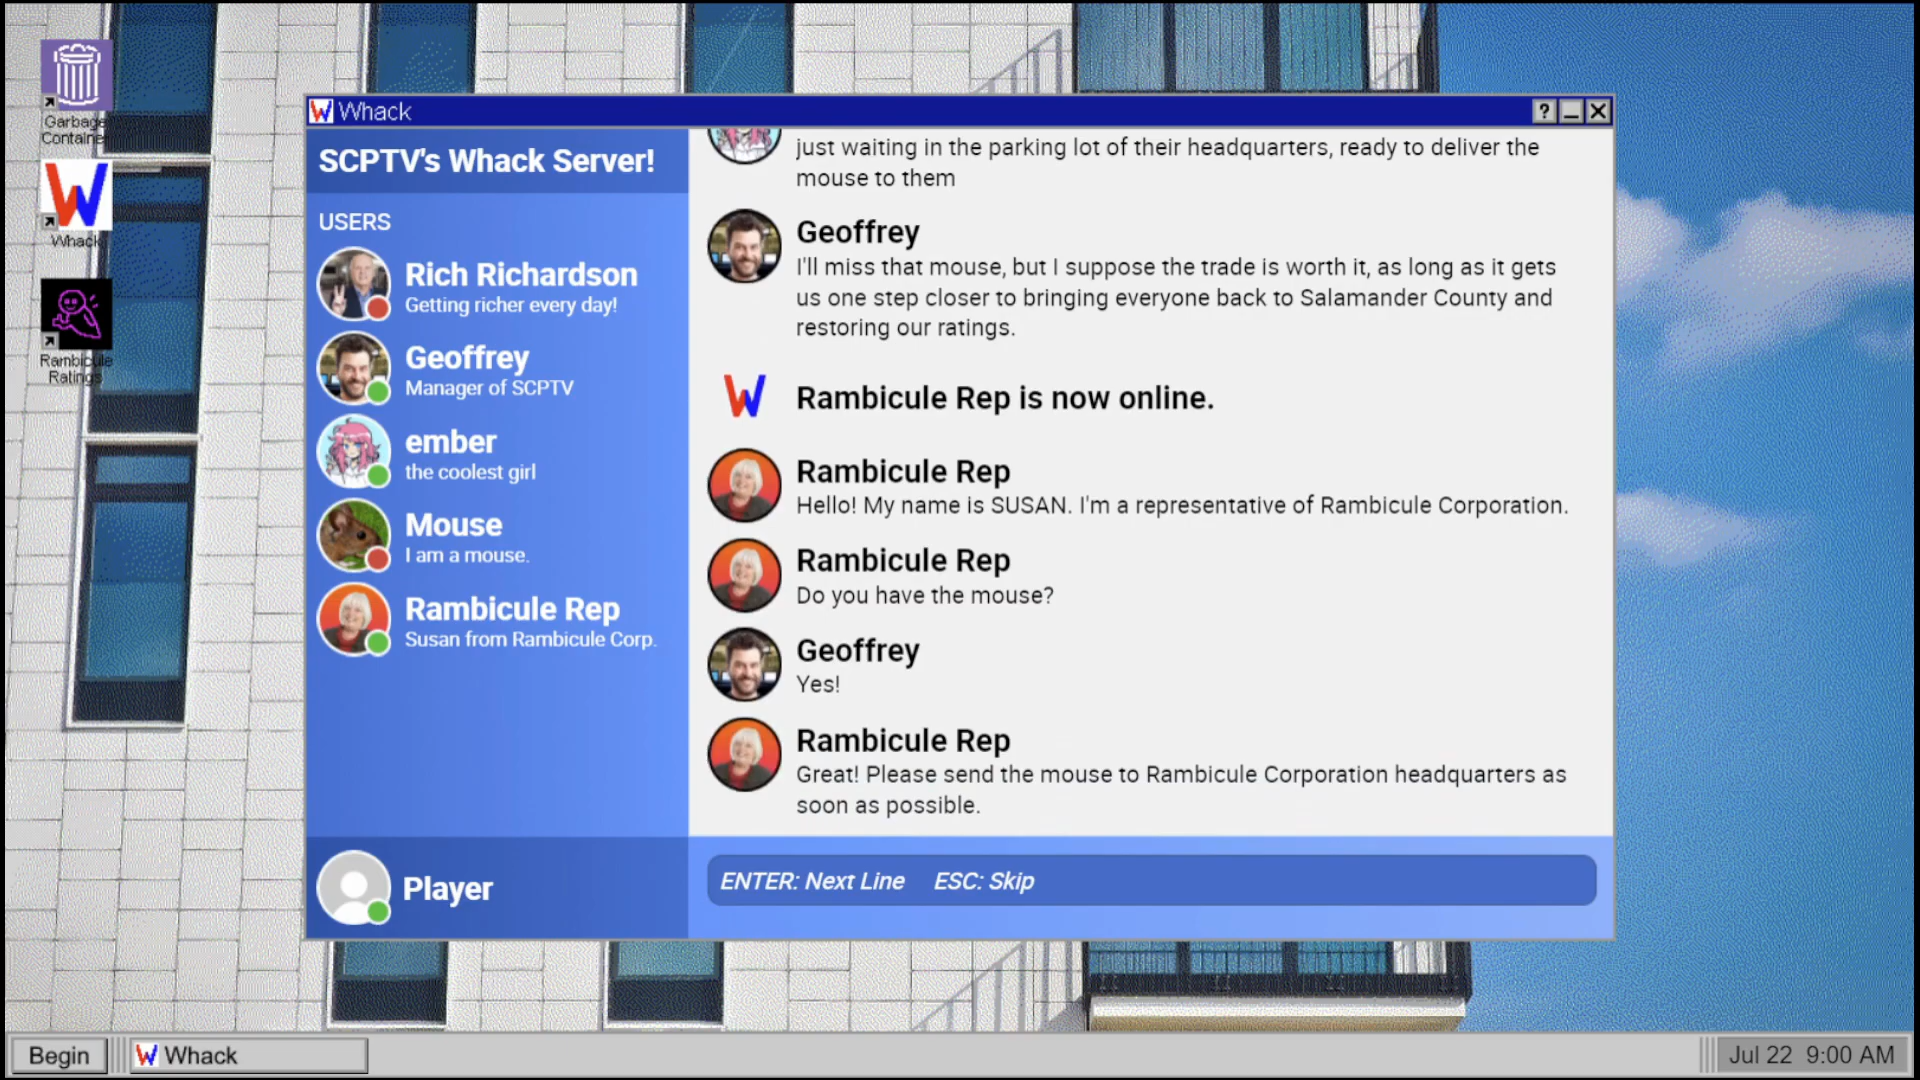 Garbage
Container
Whack
Rambicule
Ratings
Whack
SCPTV's Whack Server!
USERS
Rich Richardson
Getting richer every day!
Geoffrey
Manager of SCPTV
ember
the coolest girl
Mouse
I am a mouse.
Rambicule Rep
Susan from Rambicule Corp.
Player
just waiting in the parking lot of their headquarters, ready to deliver the
mouse to them
Geoffrey
I'll miss that mouse, but I suppose the trade is worth it, as long as it gets
us one step closer to bringing everyone back to Salamander County and
restoring our ratings.
Rambicule Rep is now online.
Rambicule Rep
Hello! My name is SUSAN. I'm a representative of Rambicule Corporation.
Rambicule Rep
Do you have the mouse?
Geoffrey
Yes!
Rambicule Rep
Great! Please send the mouse to Rambicule Corporation headquarters as
soon as possible.
ENTER: Next Line ESC: Skip
Begin
Whack
Jul 22 9:00 AM